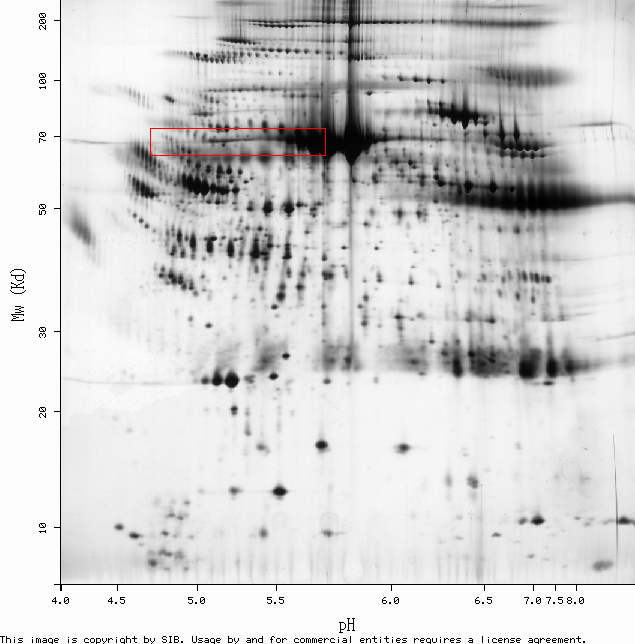 200
100
70
50
30
20
10
Mw (Kd)
4.0 4.5 5.0 5.5 6.0 6.5 7.0 7.5 8.0
pH
This image is copyright by SIB. Usage by and for commercial entities requires a license agreement.